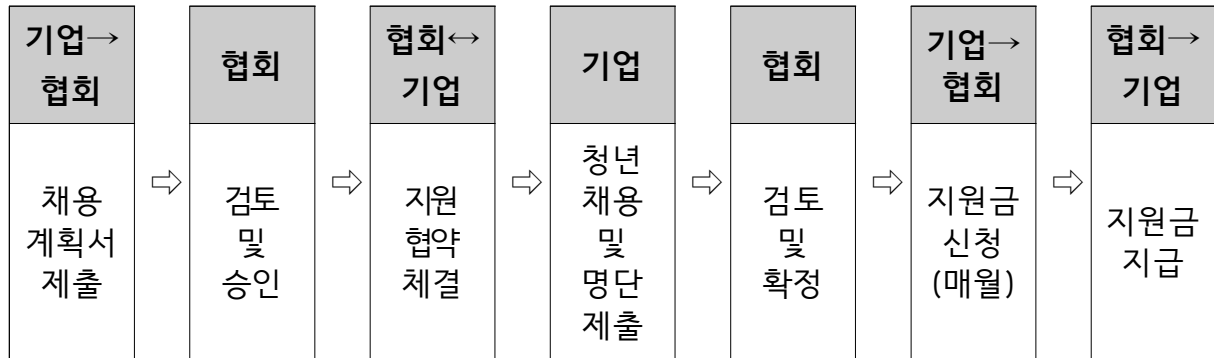 기업→
협회
채용
계획서
제출
⇨
협회
검토
및
승인
⇨
협회↔
기업
지원
협약
체결
⇨
기업
청년
채용
및
명단
제출
⇨
협회
검토
및
확정
⇨
기업→
협회
지원금
신청
(매월)
⇨
협회→
기업
지원금
지급